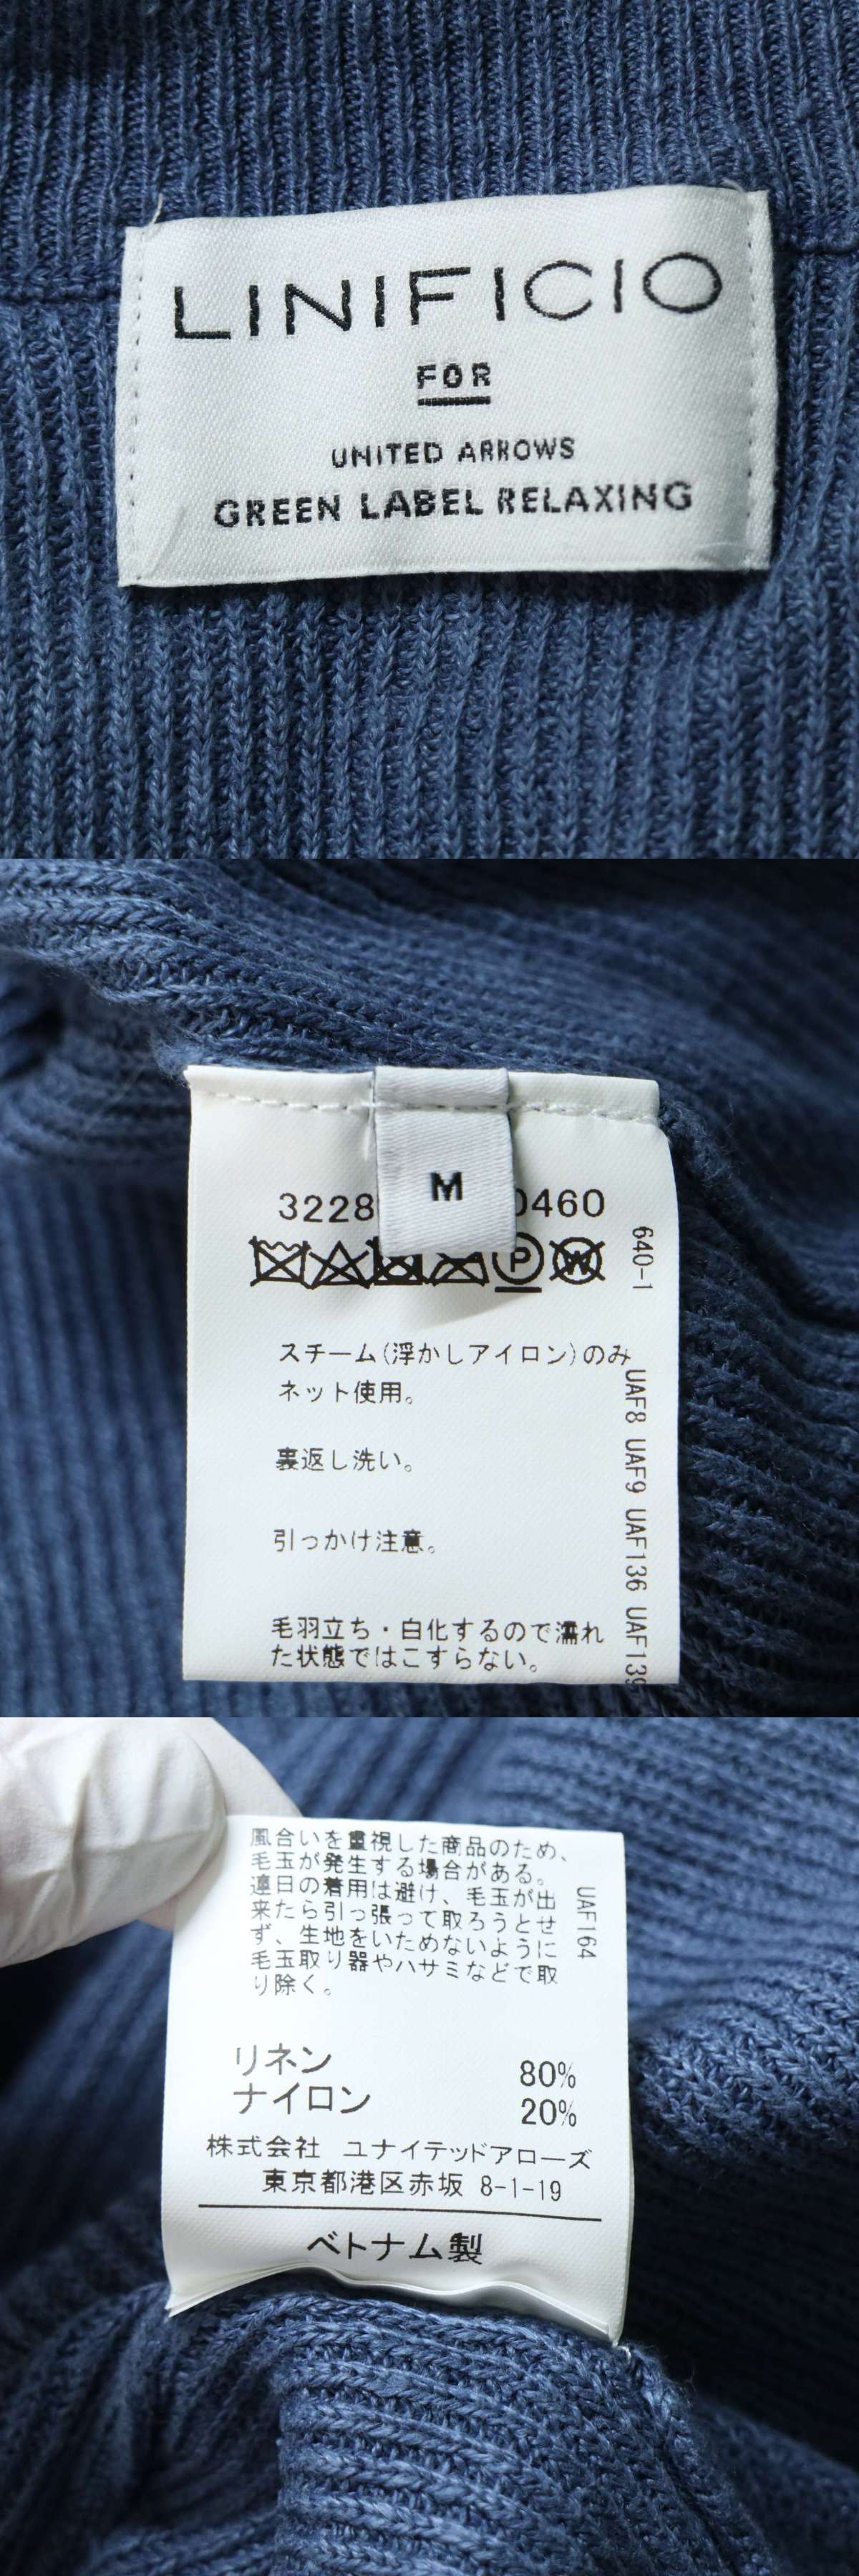 LINIFICIO
FOR
UNITED ARROWS
GREEN LABEL RELAXING
M
3228 0460
P W
640-1
スチーム(浮かしアイロン)のみ
ネット使用。
裏返し洗い。
引っかけ注意。
毛羽立ち・白化するので濡れ
た状態ではこすらない。
UAF8 UAF9 UAF136 UAF139
風合いを重視した商品のため、
毛玉が発生する場合がある。
連日の着用は避け、毛玉が出
来たら引っ張って取ろうとせ
ず、生地をいためないように
毛玉取り器やハサミなどで取
り除く。
UAF164
リネン 80%
ナイロン 20%
株式会社 ユナイテッドアローズ
東京都港区赤坂 8-1-19
ベトナム製